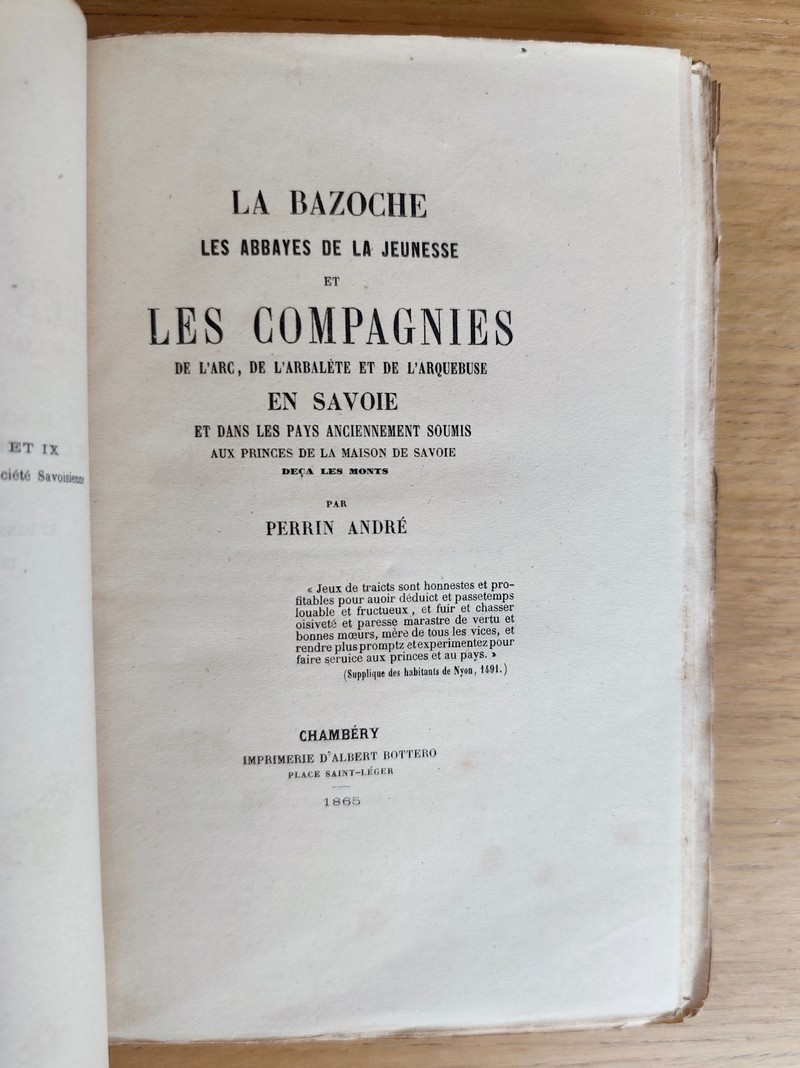 ET IX
ciété Savoisienne
LA BAZOCHE
LES ABBAYES DE LA JEUNESSE
ET
LES COMPAGNIES
DE L'ARC, DE L'ARBALÈTE ET DE L'ARQUEBUSE
EN SAVOIE
ET DANS LES PAYS ANCIENNEMENT SOUMIS
AUX PRINCES DE LA MAISON DE SAVOIE
DEÇA LES MONTS
PAR
PERRIN ANDRÉ
« Jeux de traicts sont honnestes et pro-
fitables pour auoir déduict et passetemps
louable et fructueux, et fuir et chasser
oisiveté et paresse marastre de vertu et
bonnes mœurs, mère de tous les vices, et
rendre plus promptz et experimentez pour
faire seruice aux princes et au pays. »
(Supplique des habitants de Nyon, 1491.)
CHAMBÉRY
IMPRIMERIE D'ALBERT BOTTERO
PLACE SAINT-LÉGER
1865